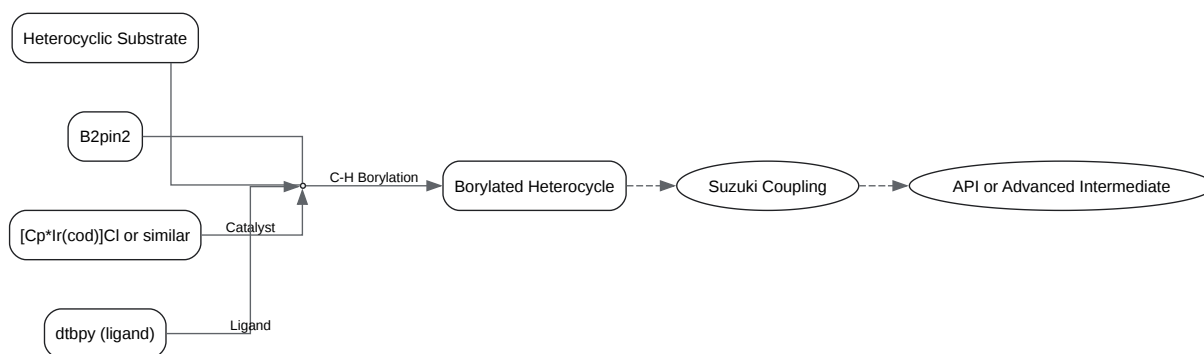 Heterocyclic Substrate
B2pin2
C-H Borylation
Borylated Heterocycle
Suzuki Coupling
API or Advanced Intermediate
[Cp*Ir(cod)]Cl or similar
Catalyst
dtbpy (ligand)
Ligand